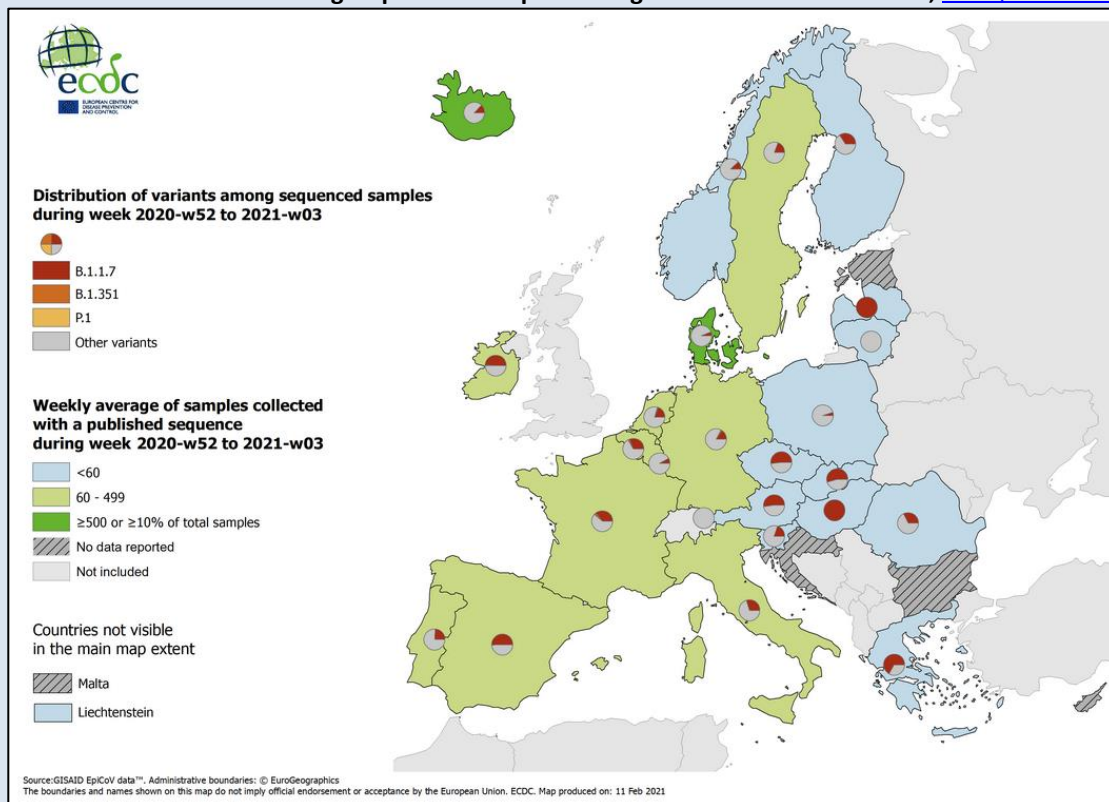 ecdc
EUROPEAN CENTRE FOR
DISEASE PREVENTION
AND CONTROL
Distribution of variants among sequenced samples
during week 2020-w52 to 2021-w03
B.1.1.7
B.1.351
P.1
Other variants
Weekly average of samples collected
with a published sequence
during week 2020-w52 to 2021-w03
<60
60 - 499
≥500 or ≥10% of total samples
No data reported
Not included
Countries not visible
in the main map extent
Malta
Liechtenstein
Source:GISAID EpiCoV data™. Administrative boundaries: © EuroGeographics
The boundaries and names shown on this map do not imply official endorsement or acceptance by the European Union. ECDC. Map produced on: 11 Feb 2021